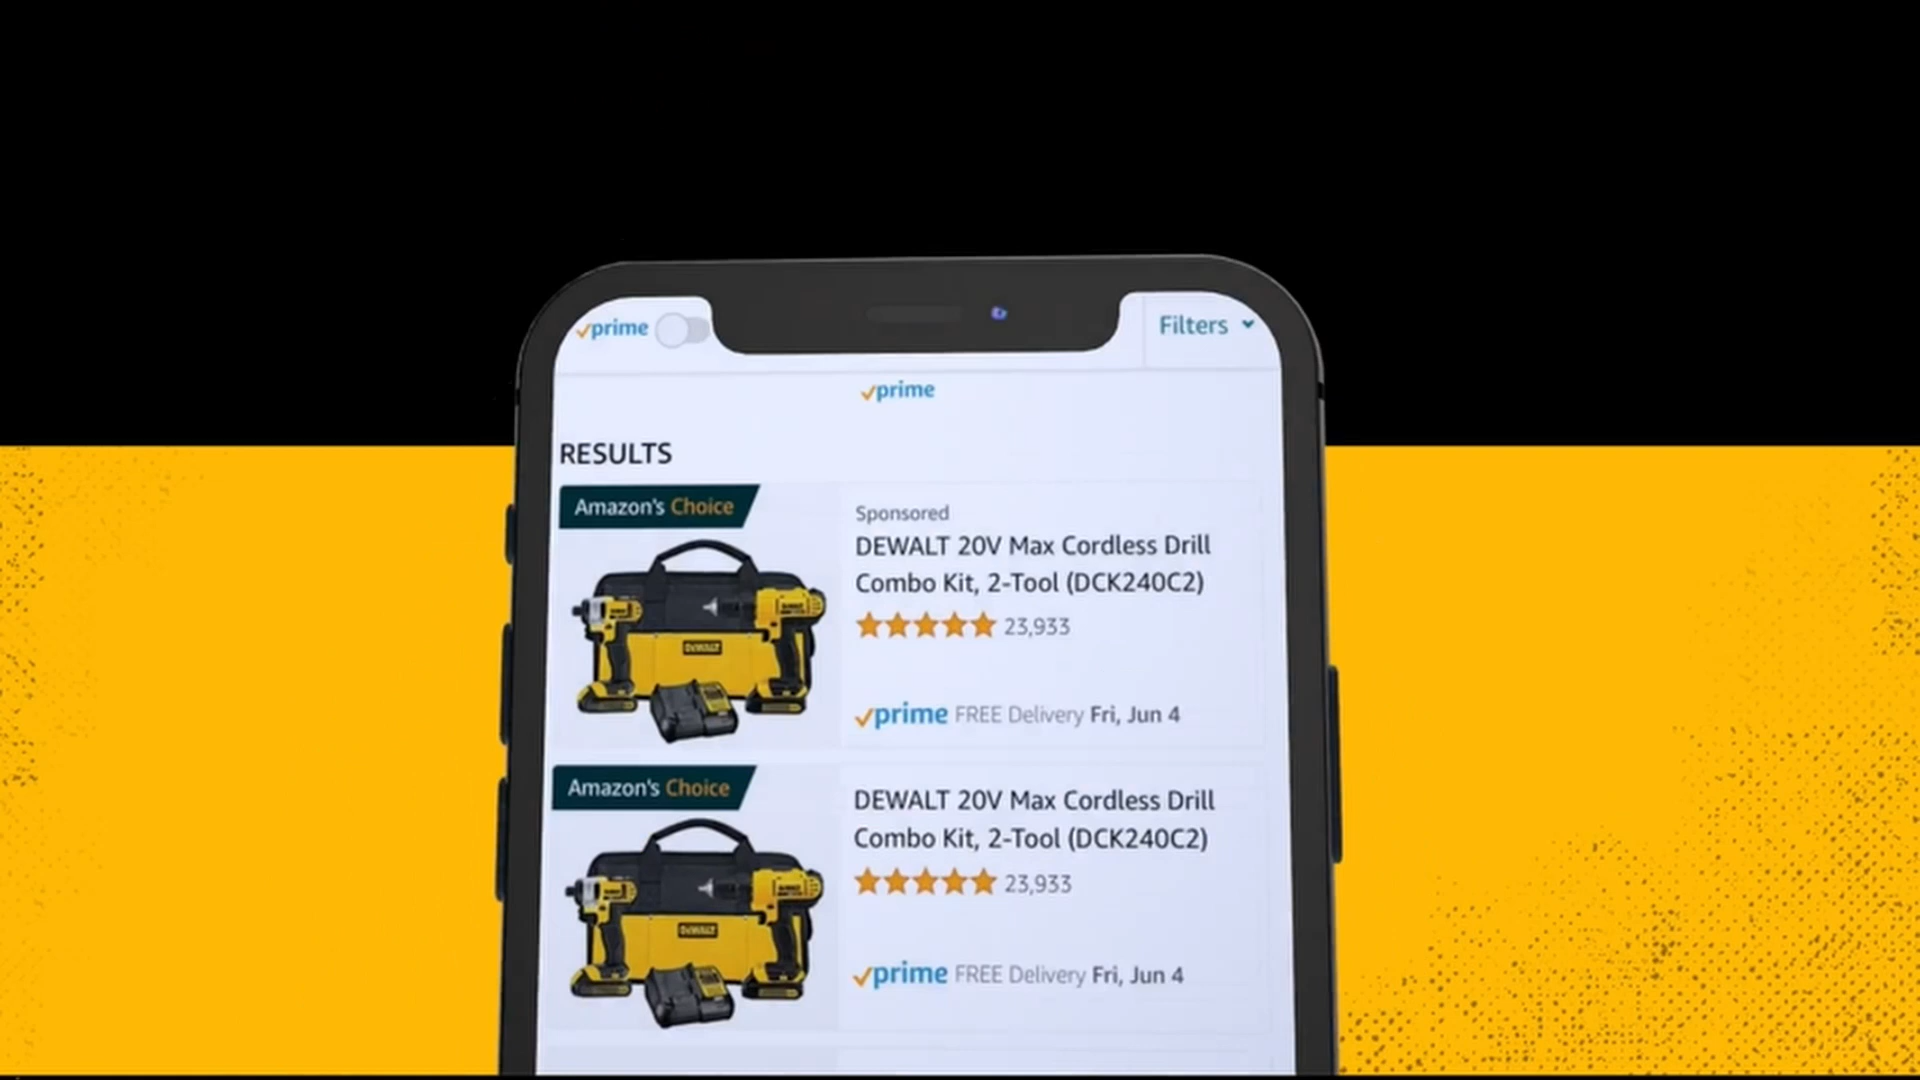 prime
Filters
prime
RESULTS
Amazon's Choice
Sponsored
DEWALT 20V Max Cordless Drill
Combo Kit, 2-Tool (DCK240C2)
23,933
DEWALT
prime FREE Delivery Fri, Jun 4
Amazon's Choice
DEWALT 20V Max Cordless Drill
Combo Kit, 2-Tool (DCK240C2)
23,933
DEWALT
prime FREE Delivery Fri, Jun 4